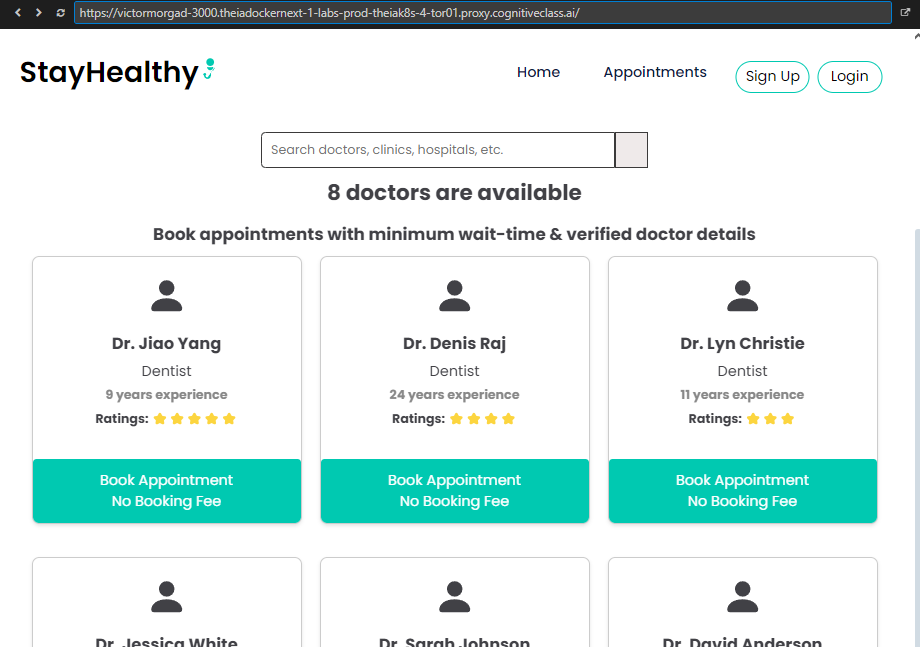 https://victormorgad-3000.theiadockernext-1-labs-prod-theiak8s-4-tor01.proxy.cognitiveclass.ai/
StayHealthy
Home
Appointments
Sign Up
Login
Search doctors, clinics, hospitals, etc.
8 doctors are available
Book appointments with minimum wait-time & verified doctor details
Dr. Jiao Yang
Dentist
9 years experience
Ratings:
Book Appointment
No Booking Fee
Dr. Denis Raj
Dentist
24 years experience
Ratings:
Book Appointment
No Booking Fee
Dr. Lyn Christie
Dentist
11 years experience
Ratings:
Book Appointment
No Booking Fee
Dr. Jessica White
Dr. Sarah Johnson
Dr. David Anderson